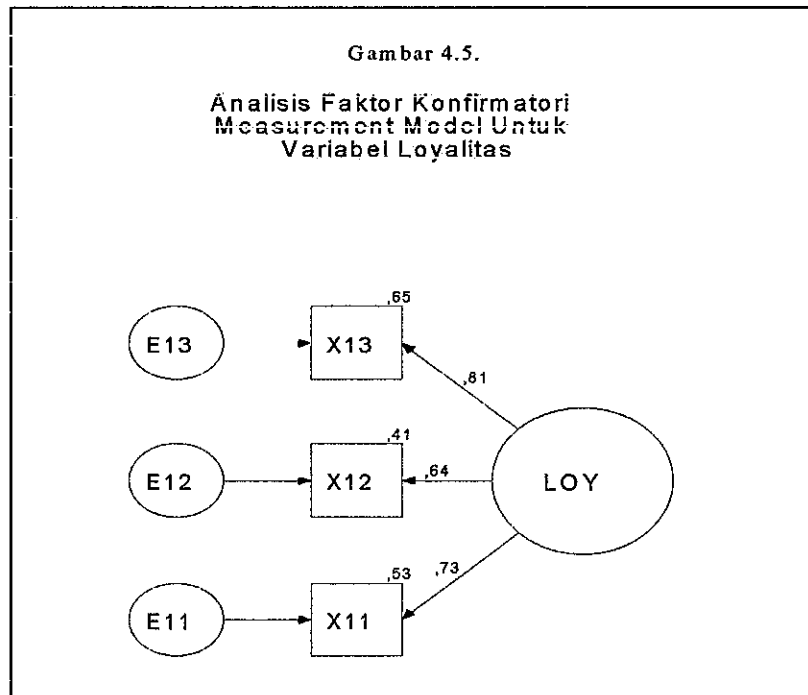 Gambar 4.5.
Analisis Faktor Konfirmatori
Measurement Model Untuk
Variabel Loyalitas
,65
E13
X13
,81
,41
E12
X12
,64
LOY
,53
,73
E11
X11